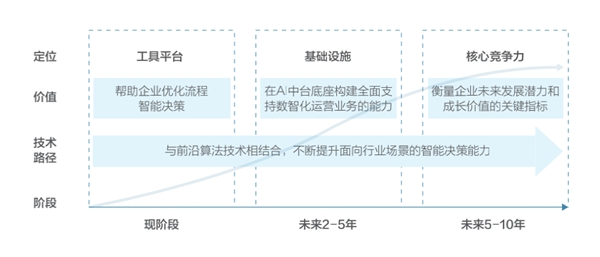 定位
工具平台
基础设施
核心竞争力
价值
帮助企业优化流程
智能决策
在AI中台底座构建全面支
持数智化运营业务的能力
衡量企业未来发展潜力和
成长价值的关键指标
技术
路径
与前沿算法技术相结合，不断提升面向行业场景的智能决策能力
阶段
现阶段
未来2-5年
未来5-10年